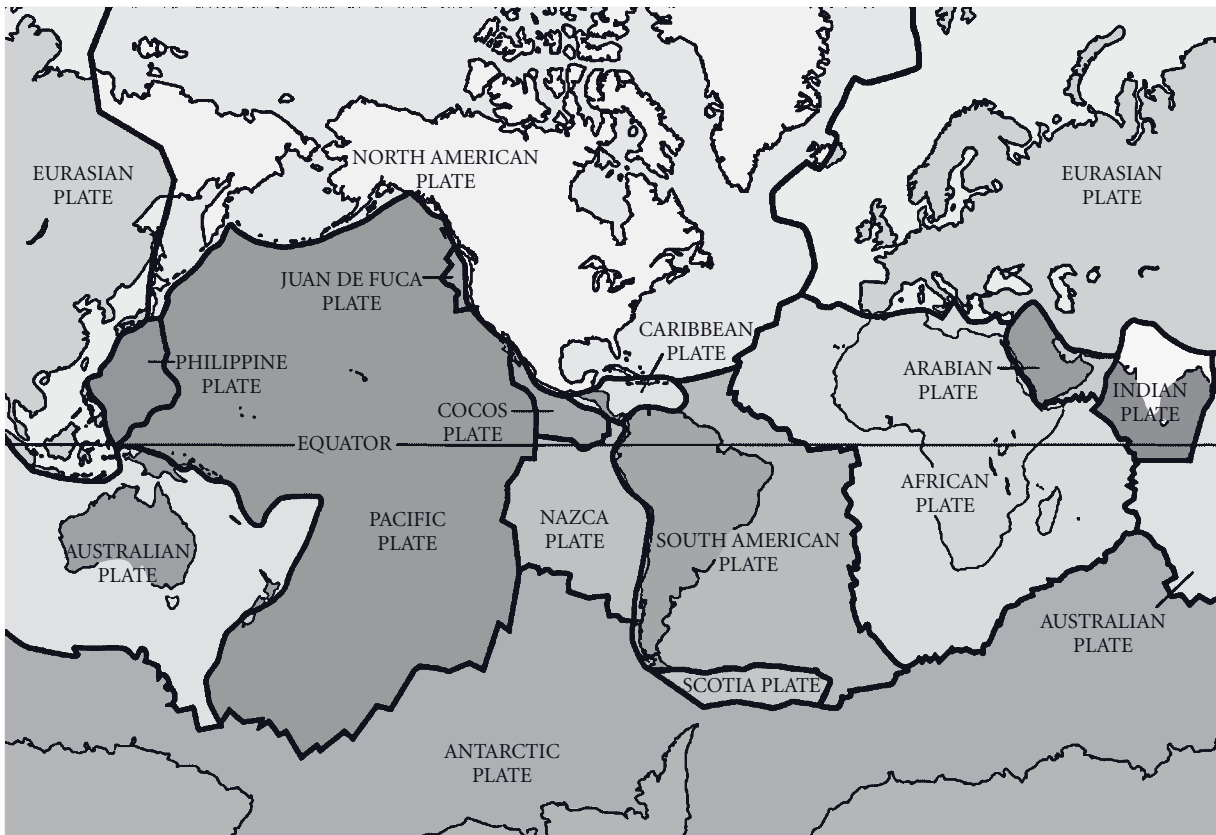 NORTH AMERICAN
PLATE
EURASIAN
PLATE
EURASIAN
PLATE
JUAN DE FUCA
PLATE
CARIBBEAN
PLATE
PHILIPPINE
PLATE
ARABIAN
PLATE
INDIAN
PLATE
COCOS
PLATE
EQUATOR
AFRICAN
PLATE
PACIFIC
PLATE
NAZCA
PLATE
SOUTH AMERICAN
PLATE
AUSTRALIAN
PLATE
AUSTRALIAN
PLATE
SCOTIA PLATE
ANTARCTIC
PLATE